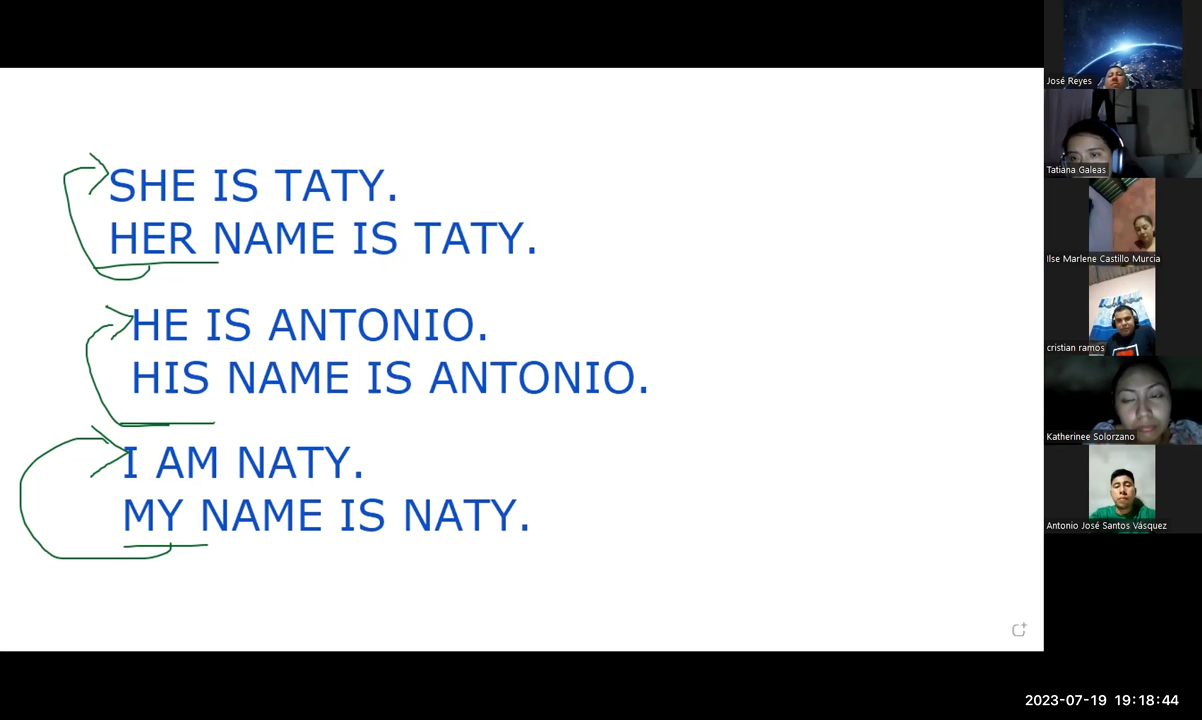 SHE IS TATY.
HER NAME IS TATY.
HE IS ANTONIO.
HIS NAME IS ANTONIO.
I AM NATY.
MY NAME IS NATY.
José Reyes
Tatiana Galeas
Ilse Marlene Castillo Murcia
cristian ramos
Katherinee Solorzano
Antonio José Santos Vásquez
2023-07-19 19:18:44